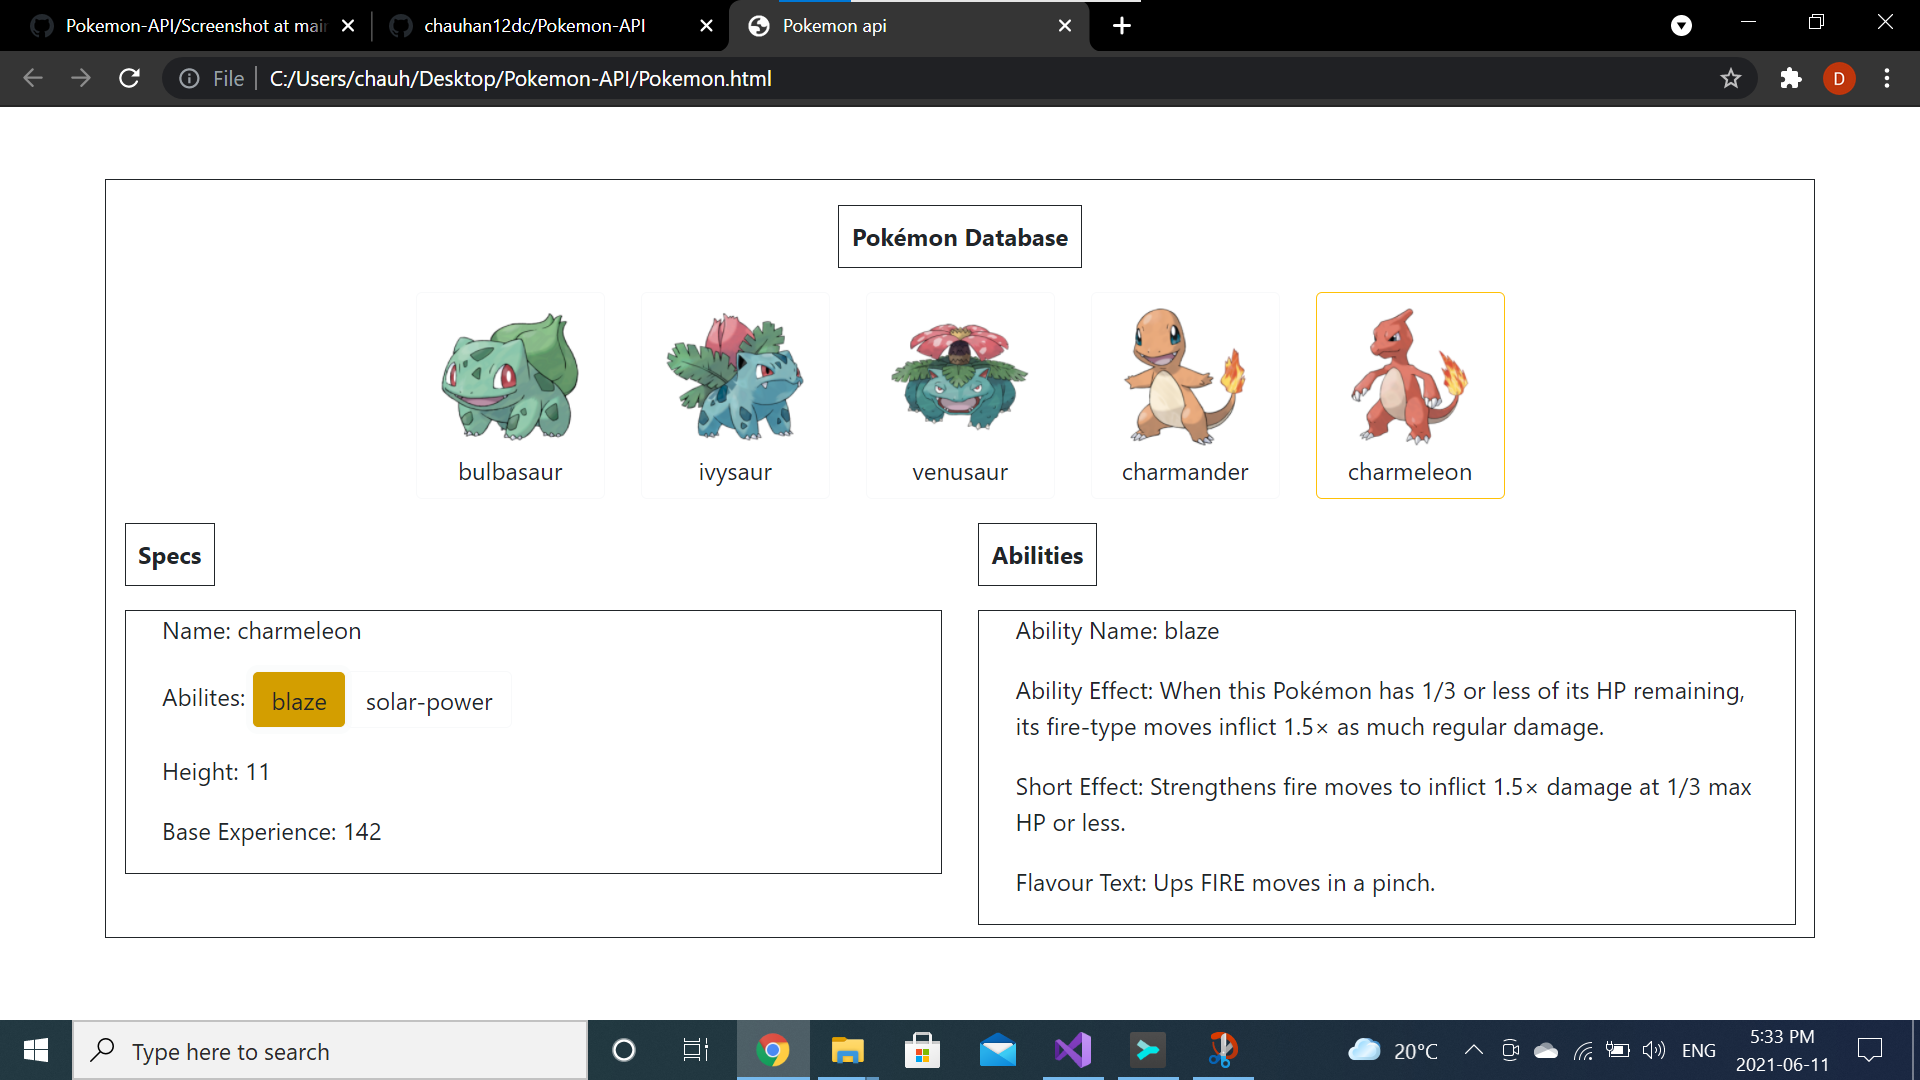 Pokemon-API/Screenshot at mai
chauhan12dc/Pokemon-API
Pokemon api
File
C:/Users/chauh/Desktop/Pokemon-API/Pokemon.html
D
Pokémon Database
bulbasaur
ivysaur
venusaur
charmander
charmeleon
Specs
Name: charmeleon
Abilites: blaze solar-power
Height: 11
Base Experience: 142
Abilities
Ability Name: blaze
Ability Effect: When this Pokémon has 1/3 or less of its HP remaining,
its fire-type moves inflict 1.5× as much regular damage.
Short Effect: Strengthens fire moves to inflict 1.5× damage at 1/3 max
HP or less.
Flavour Text: Ups FIRE moves in a pinch.
Type here to search
20°C
ENG
5:33 PM
2021-06-11